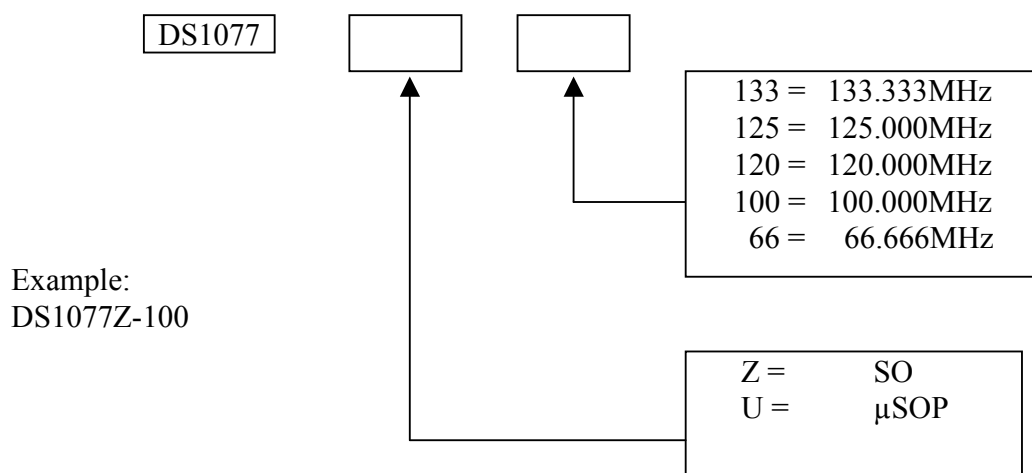 DS1077
133 = 133.333MHz
125 = 125.000MHz
120 = 120.000MHz
100 = 100.000MHz
66 = 66.666MHz
Example:
DS1077Z-100
Z = SO
U = µSOP